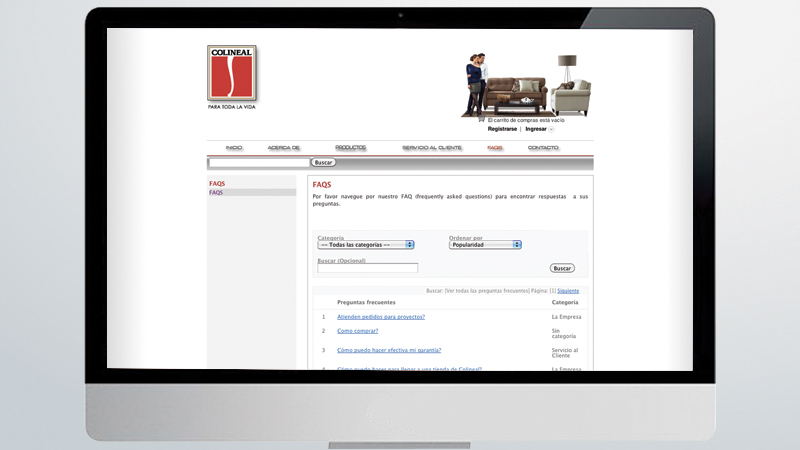 COLINEAL
PARA TODA LA VIDA
El carrito de compras está vacío
Registrarse | Ingresar
INICIO ACERCA DE PRODUCTOS SERVICIO AL CLIENTE FAQS CONTACTO
Buscar
FAQS
FAQS
FAQS
Por favor navegue por nuestro FAQ (frequently asked questions) para encontrar respuestas a sus
preguntas.
Categoría Ordenar por
-- Todas las categorías -- Popularidad
Buscar (Opcional)
Buscar
Buscar: [Ver todas las preguntas frecuentes] Página: [1] Siguiente
Preguntas frecuentes Categoría
1 Atienden pedidos para proyectos? La Empresa
2 Como comprar? Sin
categoría
3 Cómo puedo hacer efectiva mi garantía? Servicio al
Cliente
4 Cómo puedo hacer para llegar a una tienda de Colineal? La Empresa